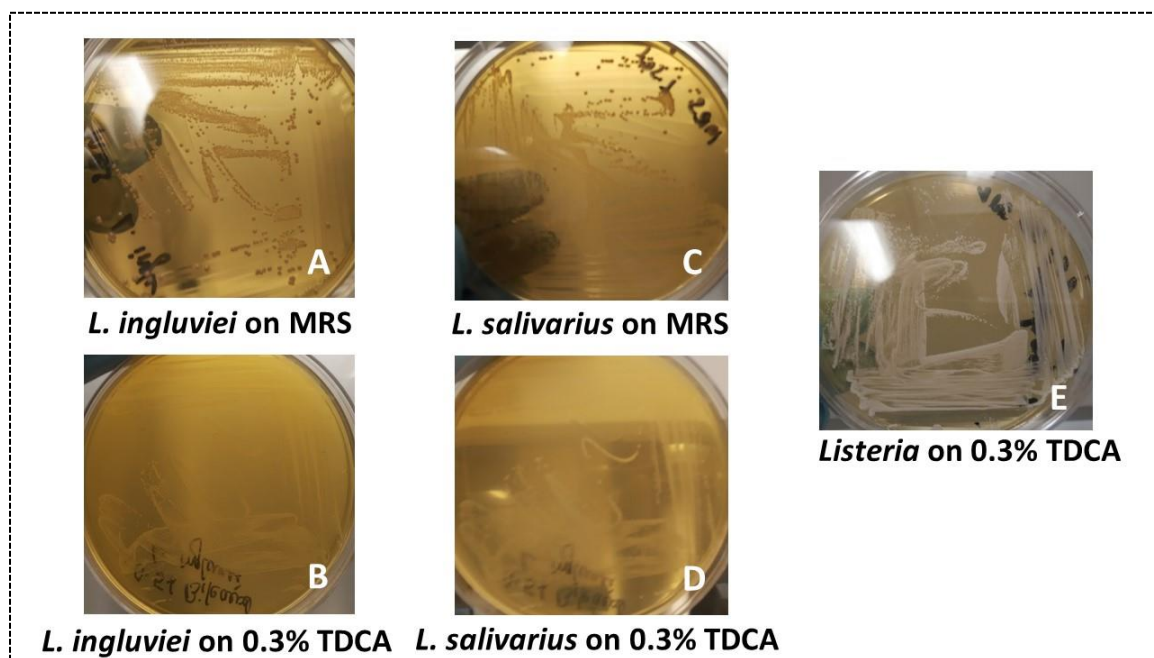 A
L. ingluviei on MRS
C
L. salivarius on MRS
E
Listeria on 0.3% TDCA
B
L. ingluviei on 0.3% TDCA
D
L. salivarius on 0.3% TDCA